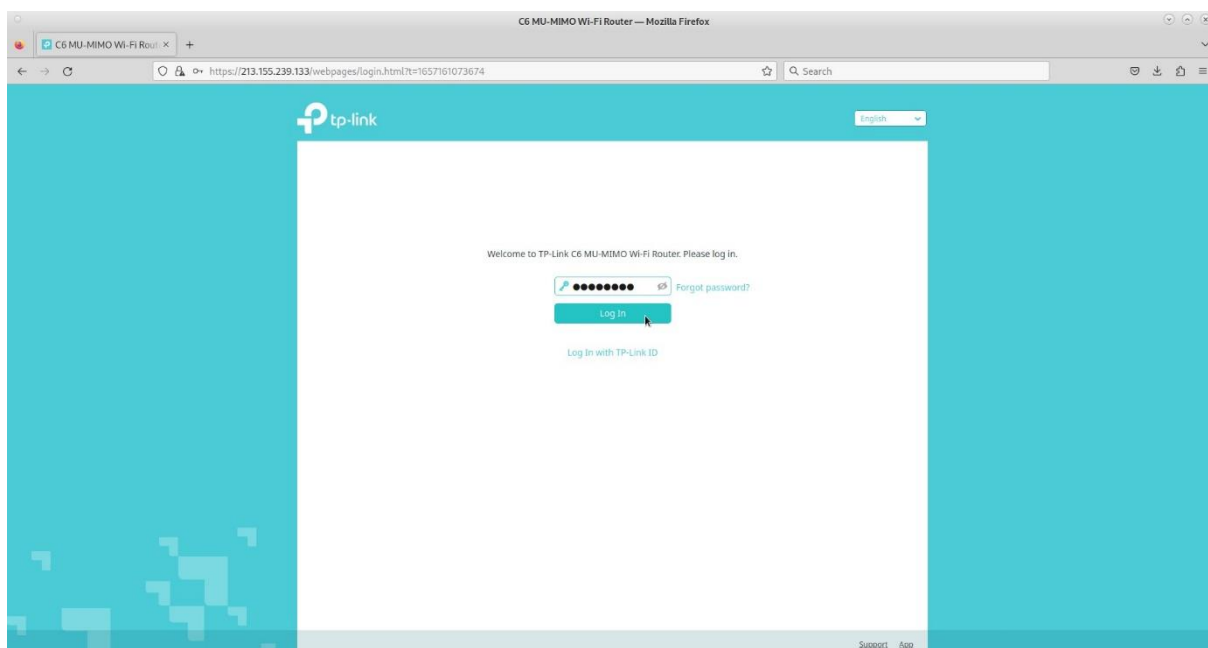 C6 MU-MIMO Wi-Fi Router — Mozilla Firefox
C6 MU-MIMO Wi-Fi Rout
https://213.155.239.133/webpages/login.html?t=1657161073674
Search
tp-link
English
Welcome to TP-Link C6 MU-MIMO Wi-Fi Router. Please log in.
Forgot password?
Log In
Log In with TP-Link ID
Support App